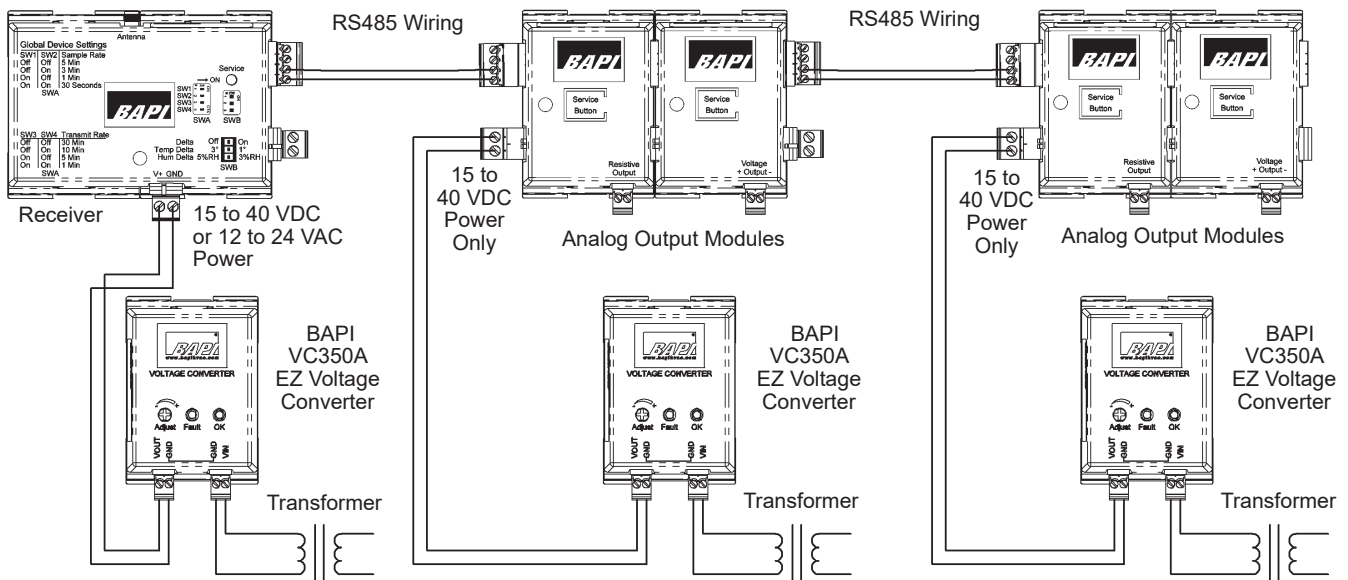 Antenna
Global Device Settings
SW1 SW2 Sample Rate
Off Off 5 Min
Off On 3 Min
On Off 1 Min
On On 30 Seconds
SWA
SW3 SW4 Transmit Rate
Off Off 30 Min
Off On 10 Min
On Off 5 Min
On On 1 Min
SWA
BAPI
Service
ON
SW1
SW2
SW3
SW4
SWA SWB
Delta Off On
Temp Delta 3° 1°
Hum Delta 5%RH 3%RH
SWB
V+ GND
Receiver
15 to 40 VDC
or 12 to 24 VAC
Power
RS485 Wiring
BAPI
Service
Button
Resistive
Output
BAPI
Service
Button
Voltage
+ Output -
15 to
40 VDC
Power
Only
Analog Output Modules
RS485 Wiring
BAPI
Service
Button
Resistive
Output
BAPI
Service
Button
Voltage
+ Output -
15 to
40 VDC
Power
Only
Analog Output Modules
BAPI
www.bapihvac.com
VOLTAGE CONVERTER
Adjust Fault OK
VOUT GND GND VIN
BAPI
VC350A
EZ Voltage
Converter
Transformer
BAPI
www.bapihvac.com
VOLTAGE CONVERTER
Adjust Fault OK
VOUT GND GND VIN
BAPI
VC350A
EZ Voltage
Converter
Transformer
BAPI
www.bapihvac.com
VOLTAGE CONVERTER
Adjust Fault OK
VOUT GND GND VIN
BAPI
VC350A
EZ Voltage
Converter
Transformer